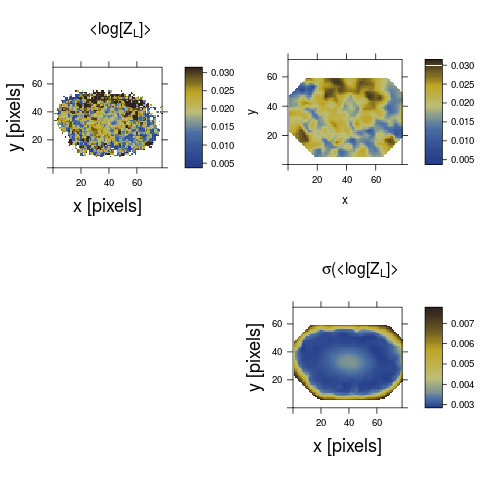 <log[Z_L]>
60
40
20
20 40 60
x [pixels]
y [pixels]
0.030
0.025
0.020
0.015
0.010
0.005
60
40
20
20 40 60
x
y
0.030
0.025
0.020
0.015
0.010
0.005
σ(<log[Z_L]>
60
40
20
20 40 60
x [pixels]
y [pixels]
0.007
0.006
0.005
0.004
0.003